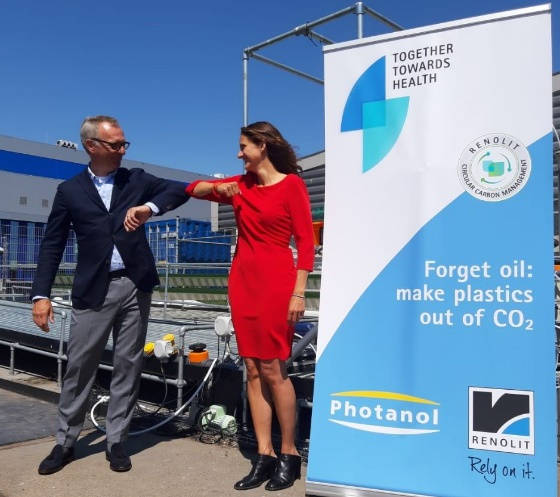 TOGETHER
TOWARDS
HEALTH
RENOLIT
CIRCULAR CARBON MANAGEMENT
Forget oil:
make plastics
out of CO₂
Photanol
RENOLIT
Rely on it.